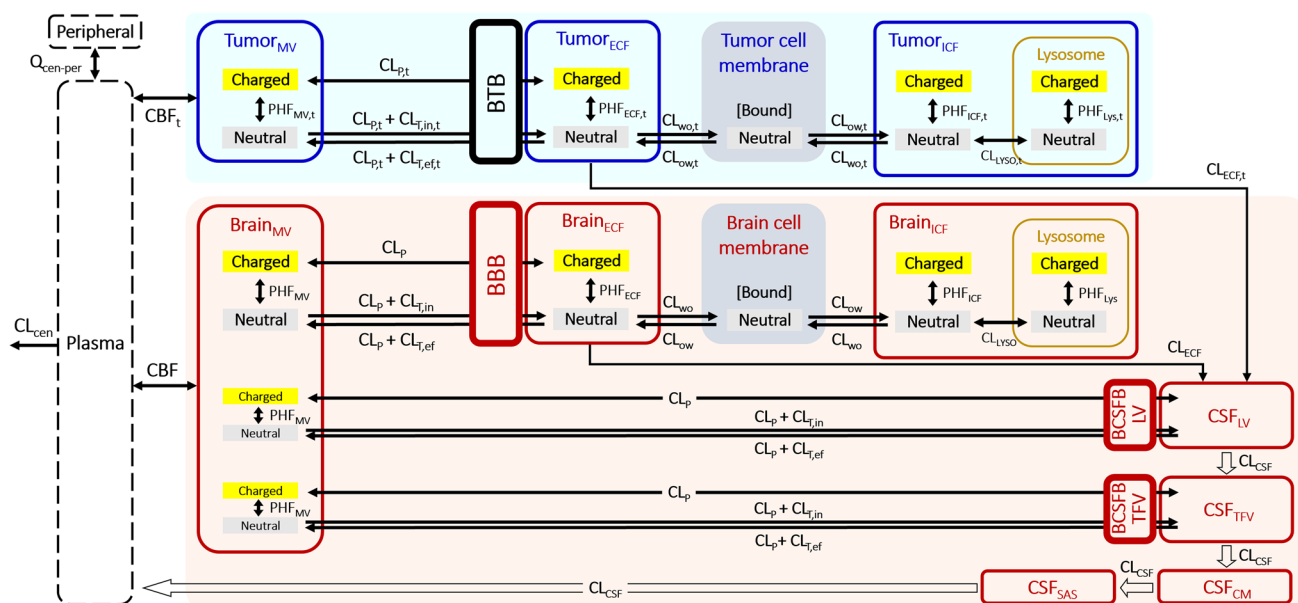 Peripheral
Q_cen-per
CBF_t
Tumor_MV
Charged
PHF_MV,t
Neutral
CL_P,t
CL_P,t + CL_T,in,t
CL_P,t + CL_T,ef,t
BTB
Tumor_ECF
Charged
PHF_ECF,t
Neutral
CL_wo,t
CL_ow,t
Tumor cell
membrane
[Bound]
Neutral
CL_ow,t
CL_wo,t
Tumor_ICF
Charged
PHF_ICF,t
Neutral
CL_LYSO,t
Lysosome
Charged
PHF_Lys,t
Neutral
CL_ECF,t
CL_cen
Plasma
CBF
Brain_MV
Charged
PHF_MV
Neutral
CL_P
CL_P + CL_T,in
CL_P + CL_T,ef
BBB
Brain_ECF
Charged
PHF_ECF
Neutral
CL_wo
CL_ow
Brain cell
membrane
[Bound]
Neutral
CL_ow
CL_wo
Brain_ICF
Charged
PHF_ICF
Neutral
CL_LYSO
Lysosome
Charged
PHF_Lys
Neutral
CL_ECF
Charged
PHF_MV
Neutral
CL_P
CL_P + CL_T,in
CL_P + CL_T,ef
BCSFB
LV
CSF_LV
CL_CSF
Charged
PHF_MV
Neutral
CL_P
CL_P + CL_T,in
CL_P + CL_T,ef
BCSFB
TFV
CSF_TFV
CL_CSF
CSF_CM
CL_CSF
CSF_SAS
CL_CSF